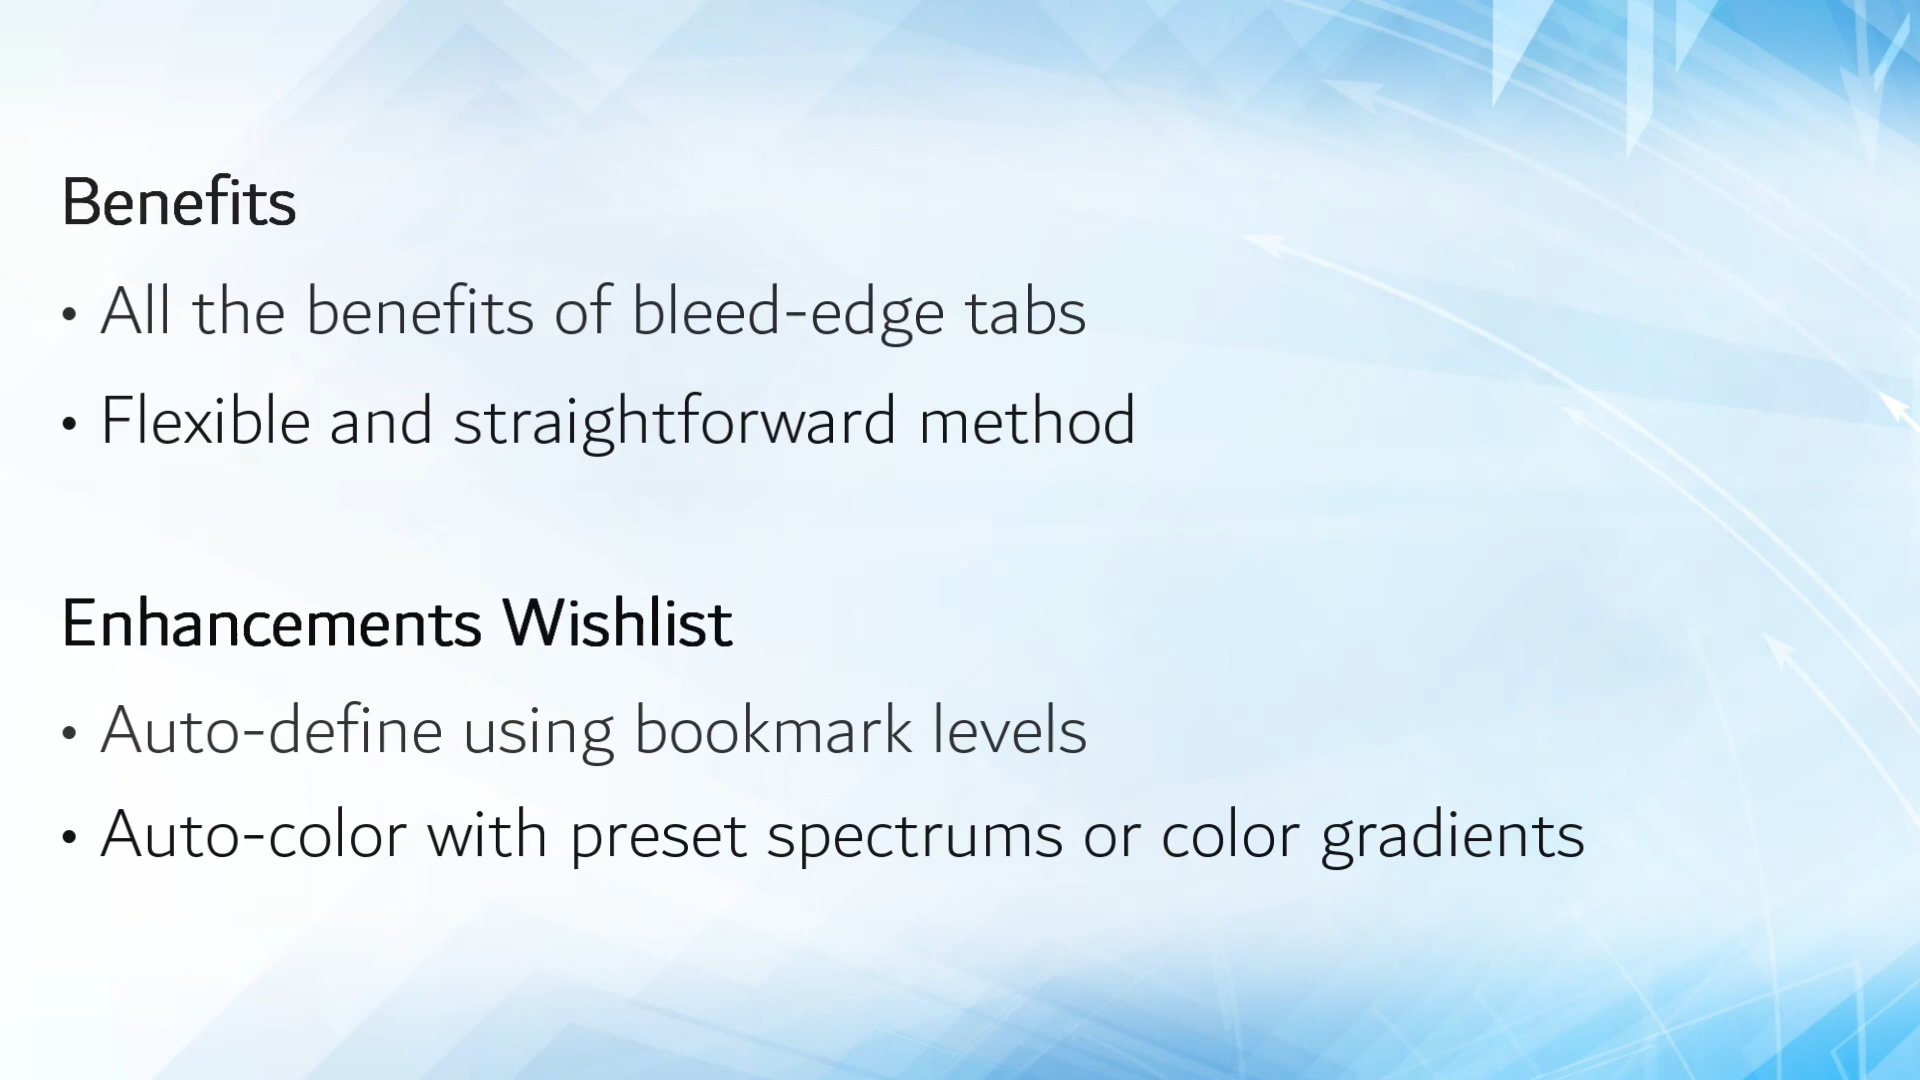 Benefits
• All the benefits of bleed-edge tabs
• Flexible and straightforward method
Enhancements Wishlist
• Auto-define using bookmark levels
• Auto-color with preset spectrums or color gradients